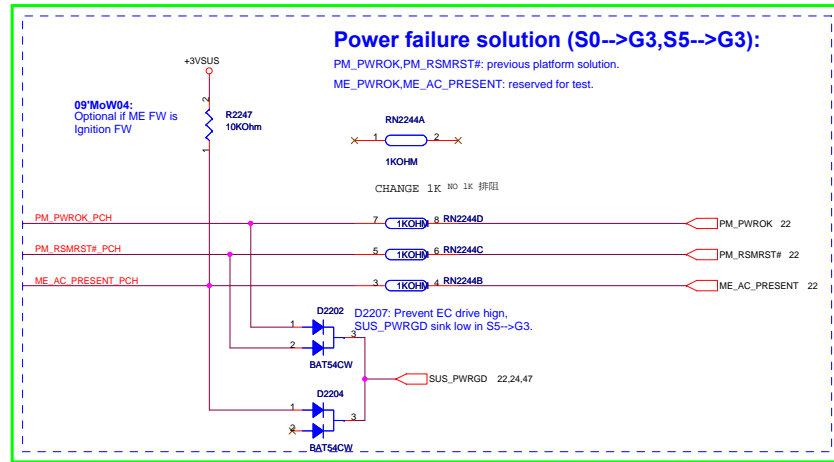 Power failure solution (S0-->G3,S5-->G3):
PM_PWROK,PM_RSMRST#: previous platform solution.
ME_PWROK,ME_AC_PRESENT: reserved for test.
+3VSUS
09'MoW04:
Optional if ME FW is
Ignition FW
2
R2247
10KOhm
1
RN2244A
1
2
1KOHM
CHANGE 1K NO 1K 排阻
PM_PWROK_PCH
7
1KOHM
8
RN2244D
PM_PWROK 22
PM_RSMRST#_PCH
5
1KOHM
6
RN2244C
PM_RSMRST# 22
ME_AC_PRESENT_PCH
3
1KOHM
4
RN2244B
ME_AC_PRESENT 22
D2202
D2207: Prevent EC drive hign,
SUS_PWRGD sink low in S5-->G3.
1
2
3
BAT54CW
SUS_PWRGD 22,24,47
D2204
1
2
3
BAT54CW